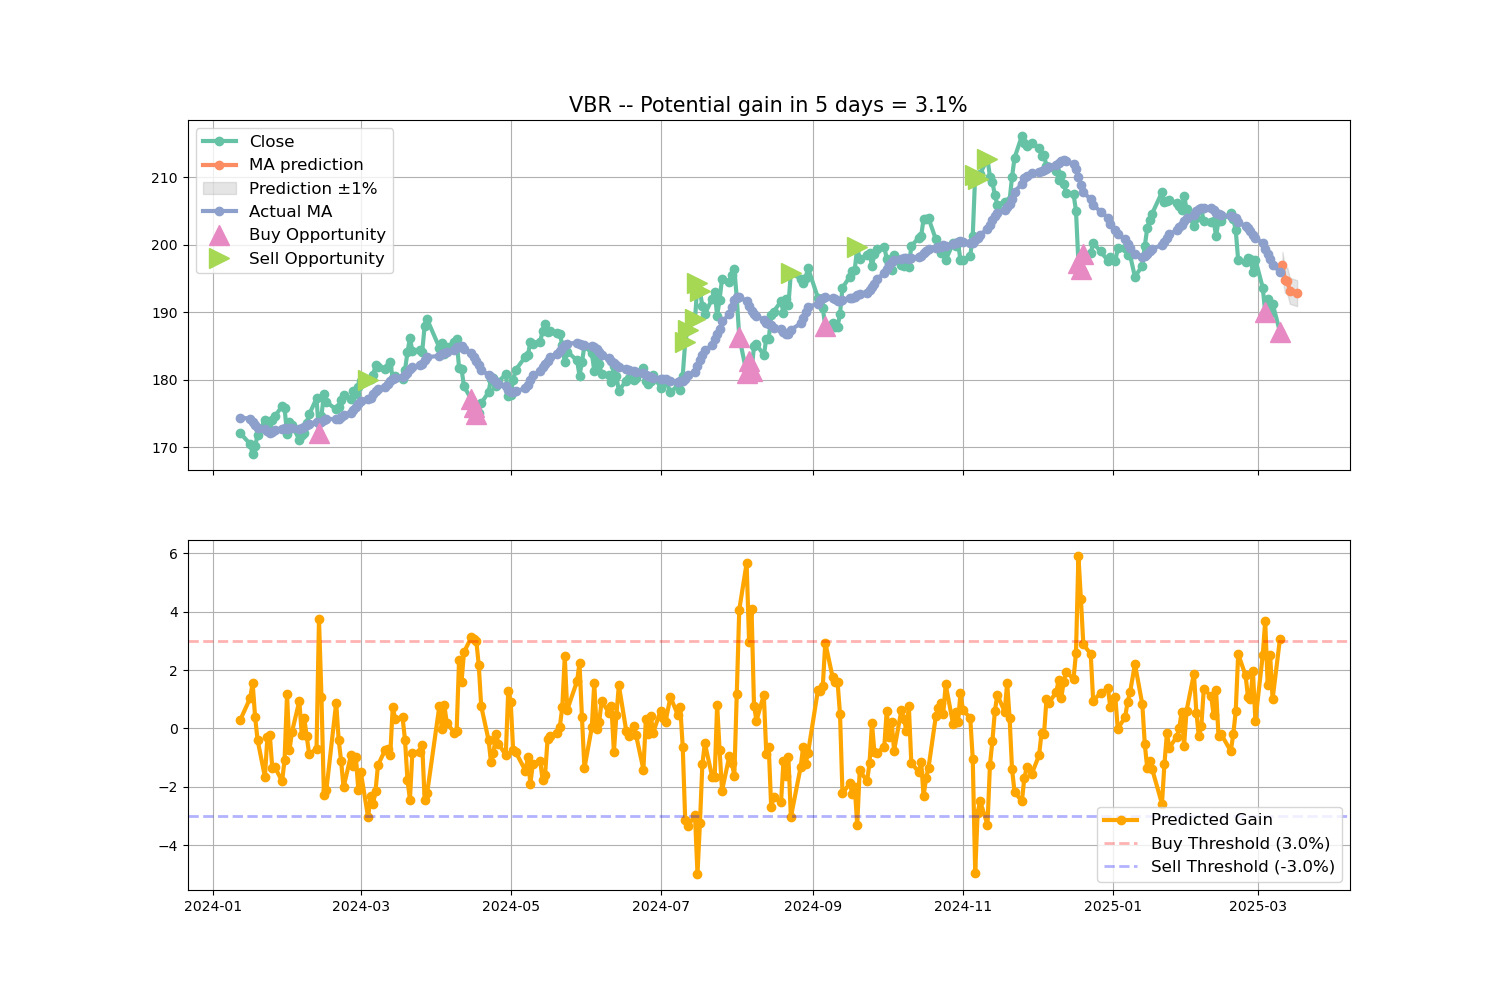 VBR -- Potential gain in 5 days = 3.1%
Close
MA prediction
Prediction ±1%
Actual MA
Buy Opportunity
Sell Opportunity
210
200
190
180
170
6
4
2
0
−2
−4
Predicted Gain
Buy Threshold (3.0%)
Sell Threshold (-3.0%)
2024-01 2024-03 2024-05 2024-07 2024-09 2024-11 2025-01 2025-03